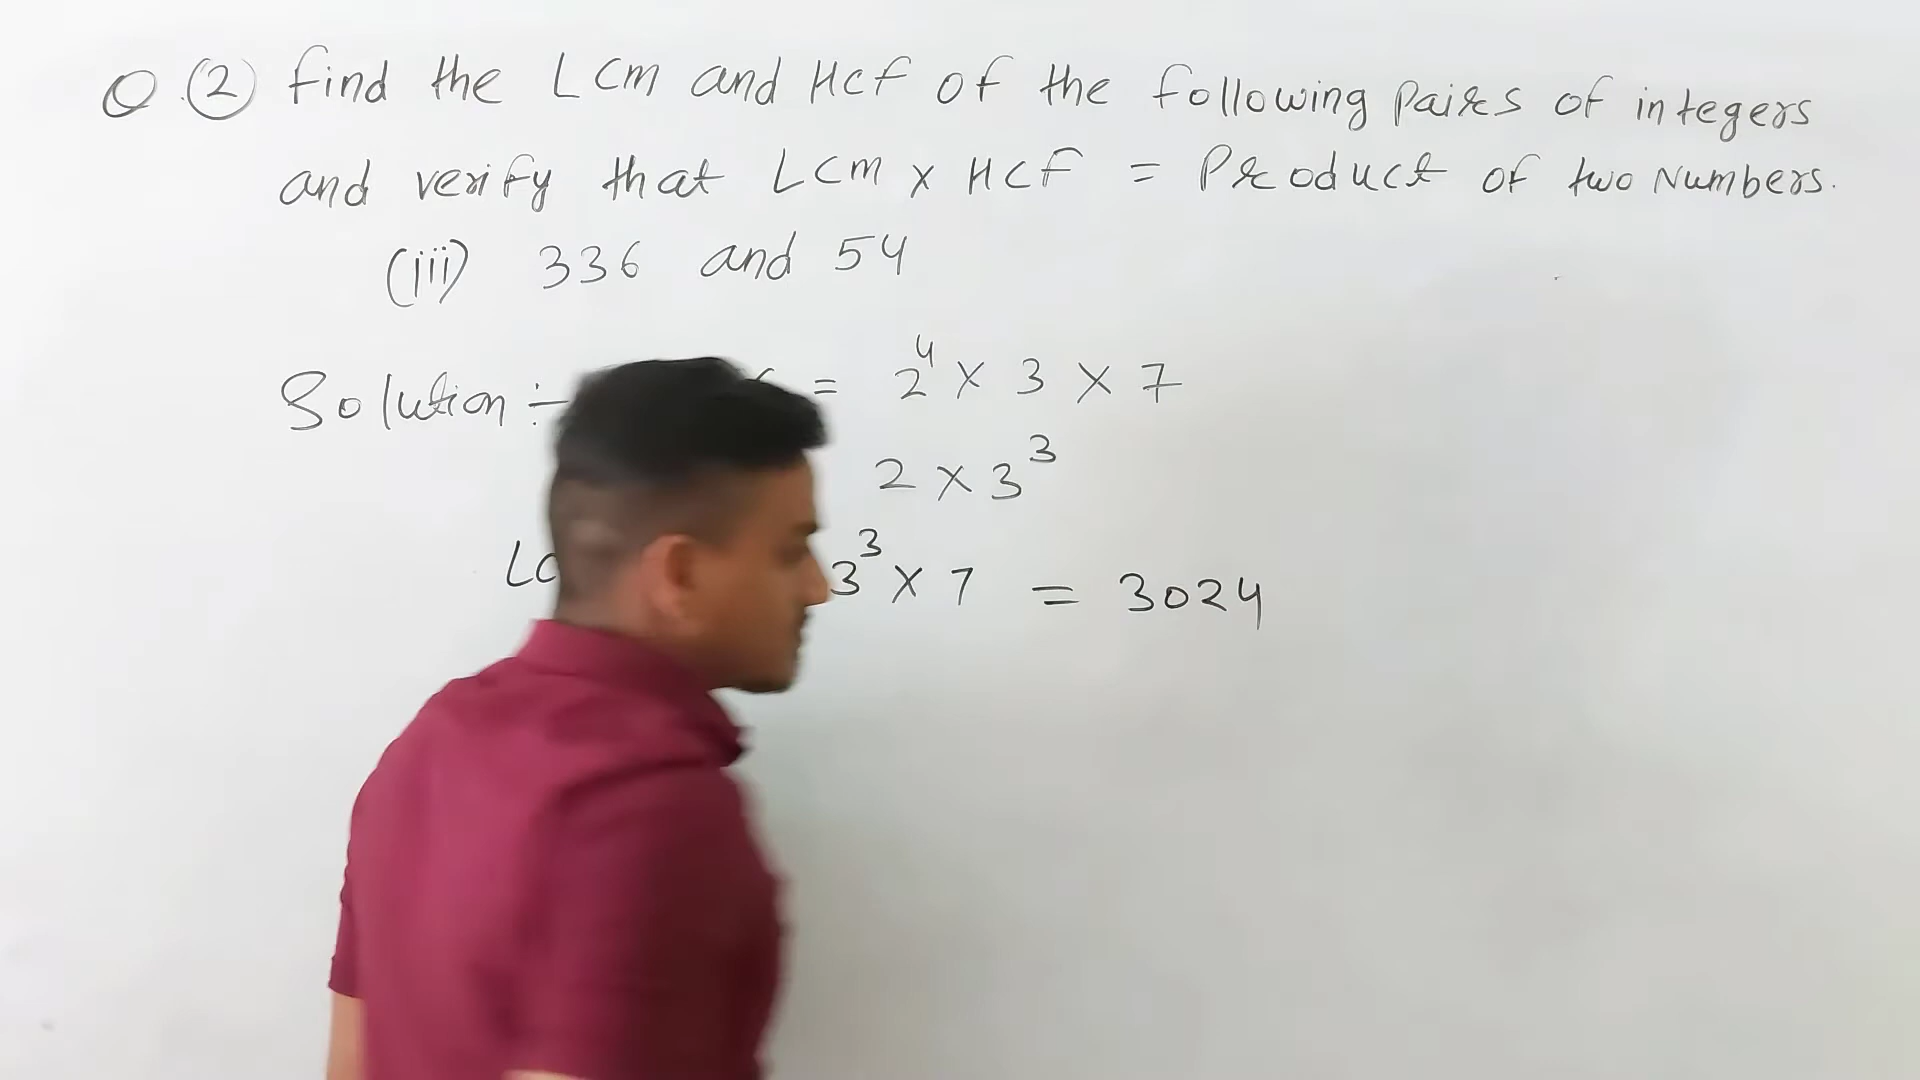 Q.(2) find the LCM and HCF of the following pairs of integers
and verify that LCM x HCF = Product of two Numbers.
(iii) 336 and 54
Solution ÷ = 2⁴ x 3 x 7
2 x 3³
3³ x 7 = 3024